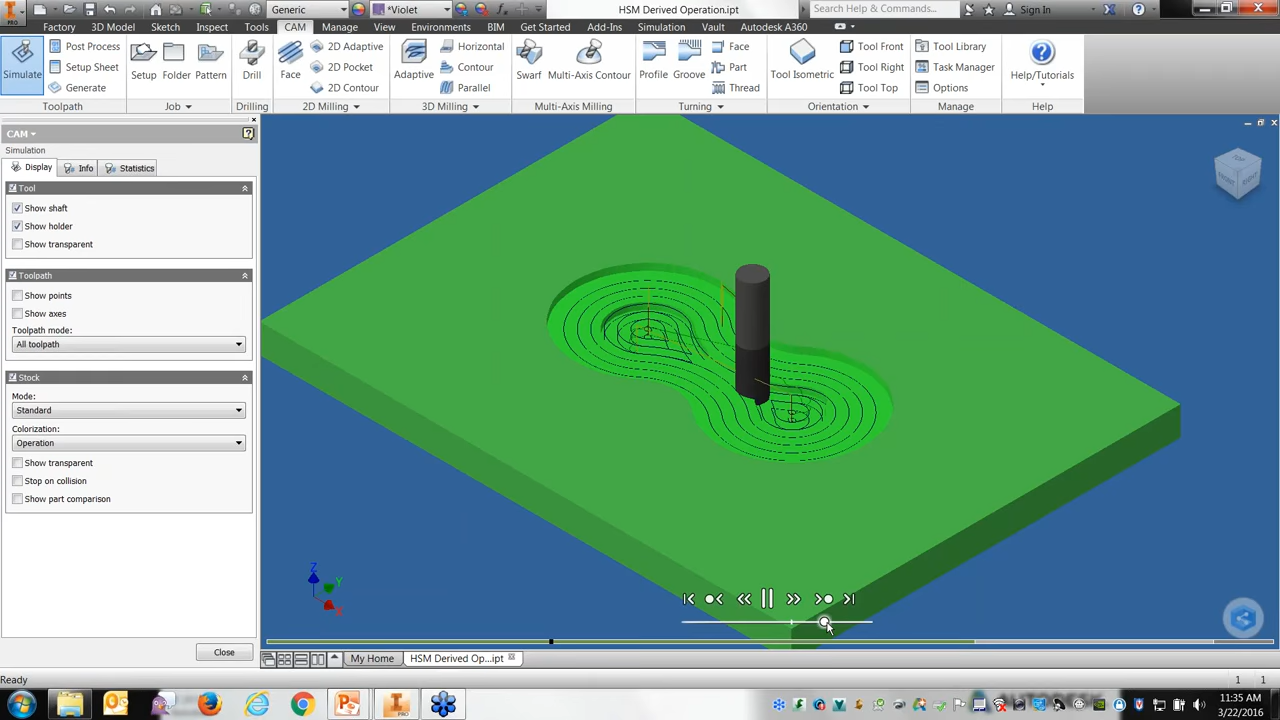 PRO
Generic
*Violet
HSM Derived Operation.ipt
Search Help & Commands...
Sign In
Factory 3D Model Sketch Inspect Tools CAM Manage View Environments BIM Get Started Add-Ins Simulation Vault Autodesk A360
Simulate
Post Process
Setup Sheet
Generate
Toolpath
Setup
Folder
Pattern
Job
Drill
Drilling
Face
2D Adaptive
2D Pocket
2D Contour
2D Milling
Adaptive
Horizontal
Contour
Parallel
3D Milling
Swarf
Multi-Axis Contour
Multi-Axis Milling
Profile
Groove
Face
Part
Thread
Turning
Tool Isometric
Tool Front
Tool Right
Tool Top
Orientation
Tool Library
Task Manager
Options
Manage
Help/Tutorials
Help
CAM
Simulation
Display
Info
Statistics
Tool
Show shaft
Show holder
Show transparent
Toolpath
Show points
Show axes
Toolpath mode:
All toolpath
Stock
Mode:
Standard
Colorization:
Operation
Show transparent
Stop on collision
Show part comparison
Close
TOP
FRONT
RIGHT
Z
Y
X
My Home
HSM Derived Op...ipt
Ready
1 1
PRO
11:35 AM
3/22/2016